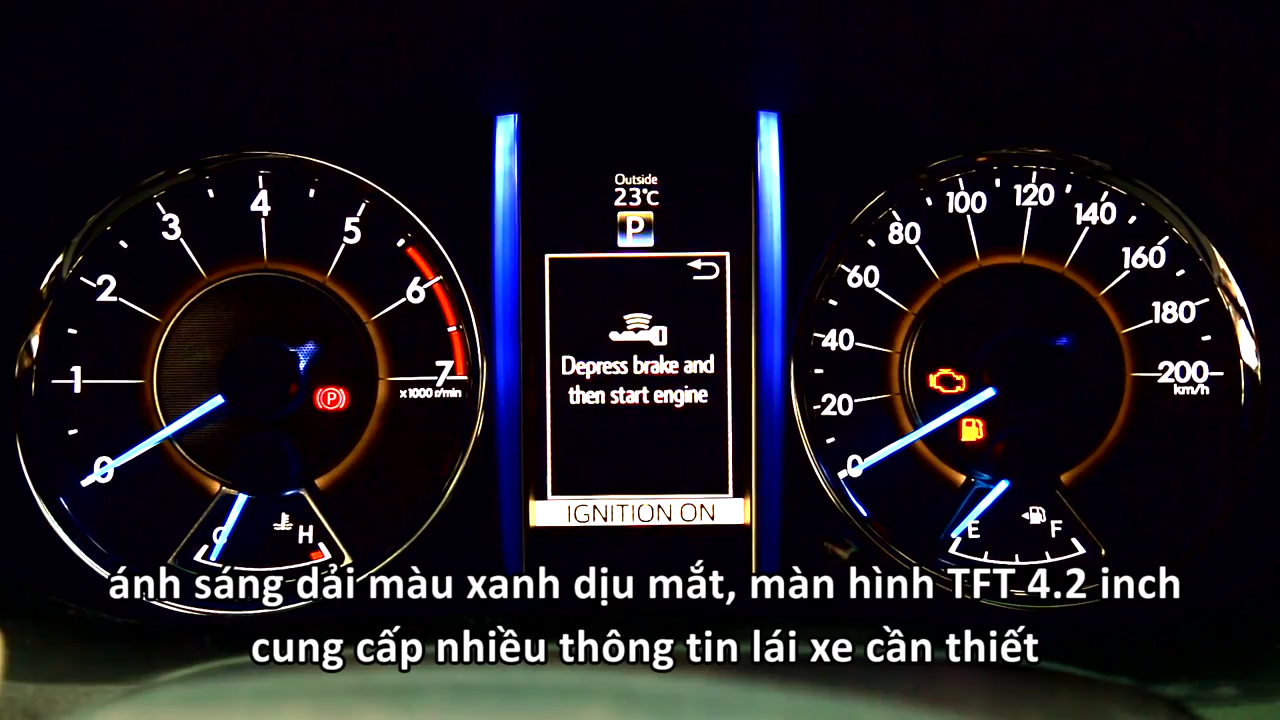 Outside
23°C
P
Depress brake and
then start engine
IGNITION ON
0
1
2
3
4
5
6
7
x1000 r/min
P
C
H
0
20
40
60
80
100
120
140
160
180
200
km/h
E
F
ánh sáng dải màu xanh dịu mắt, màn hình TFT 4.2 inch
cung cấp nhiều thông tin lái xe cần thiết